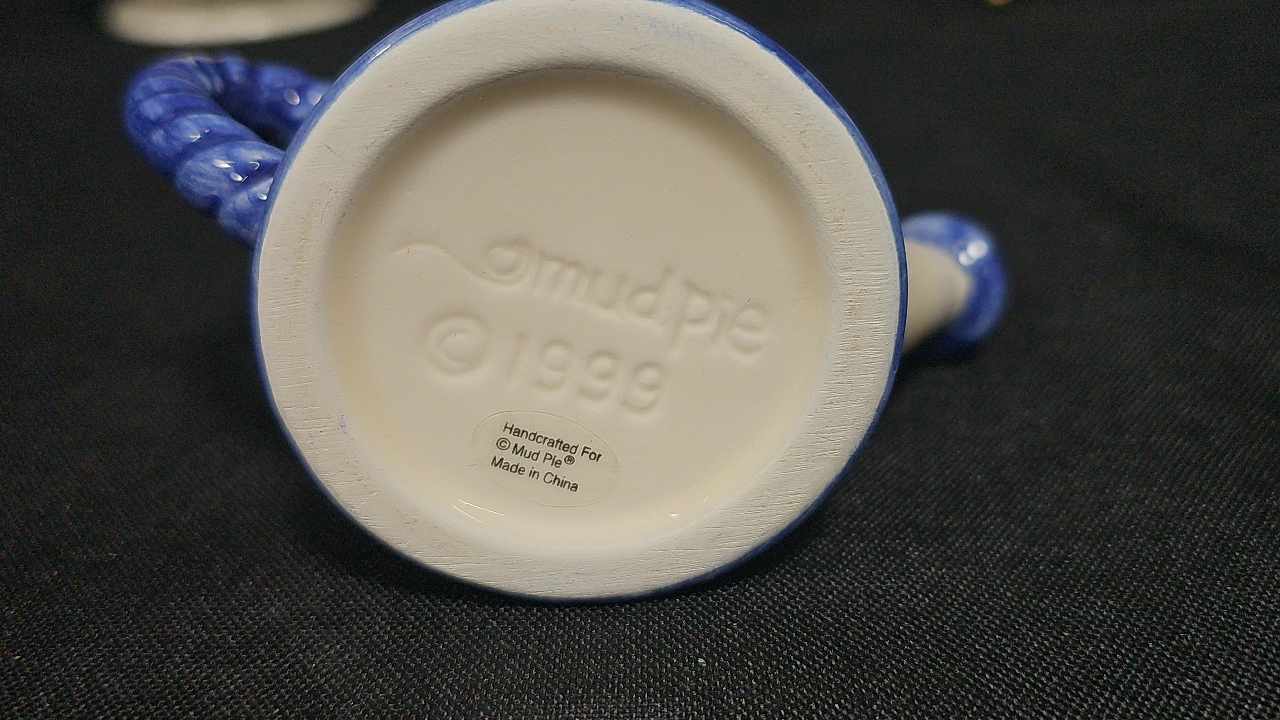 mud pie
© 1999
Handcrafted For
© Mud Pie®
Made in China